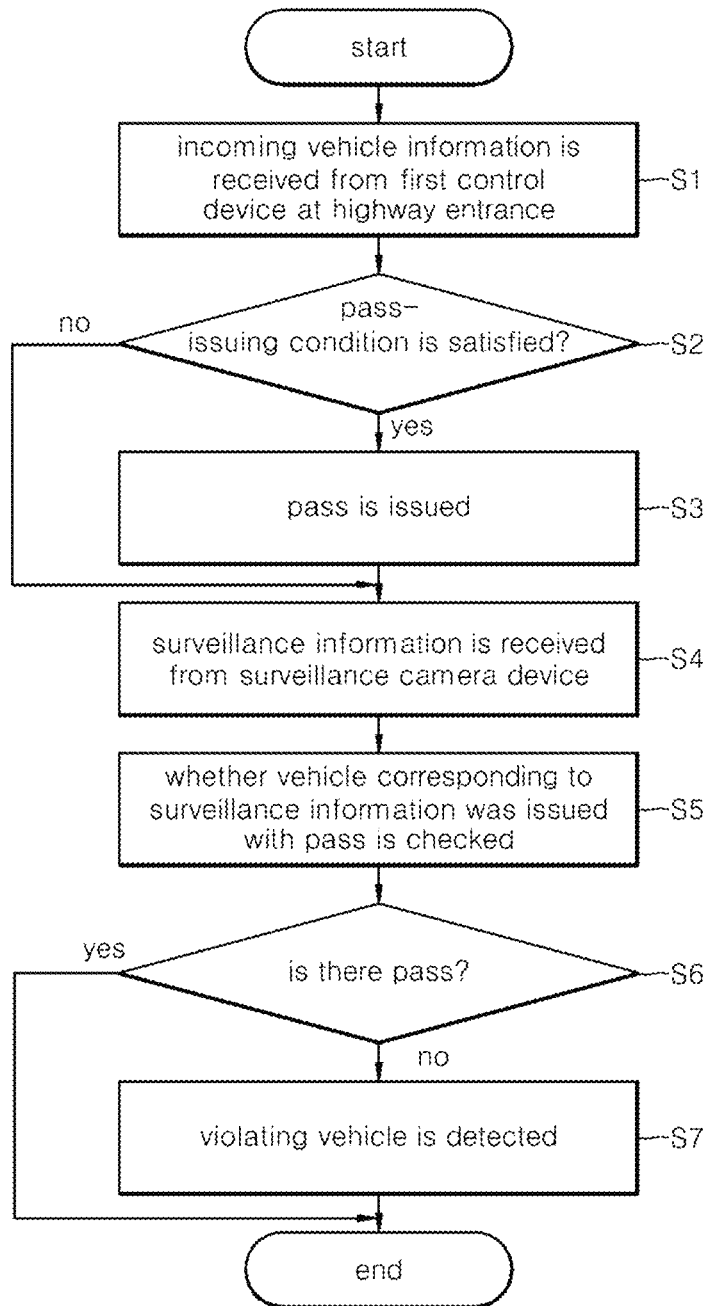 start
incoming vehicle information is
received from first control
device at highway entrance
S1
pass-
issuing condition is satisfied?
no
S2
yes
pass is issued
S3
surveillance information is received
from surveillance camera device
S4
whether vehicle corresponding to
surveillance information was issued
with pass is checked
S5
yes
is there pass?
S6
no
violating vehicle is detected
S7
end